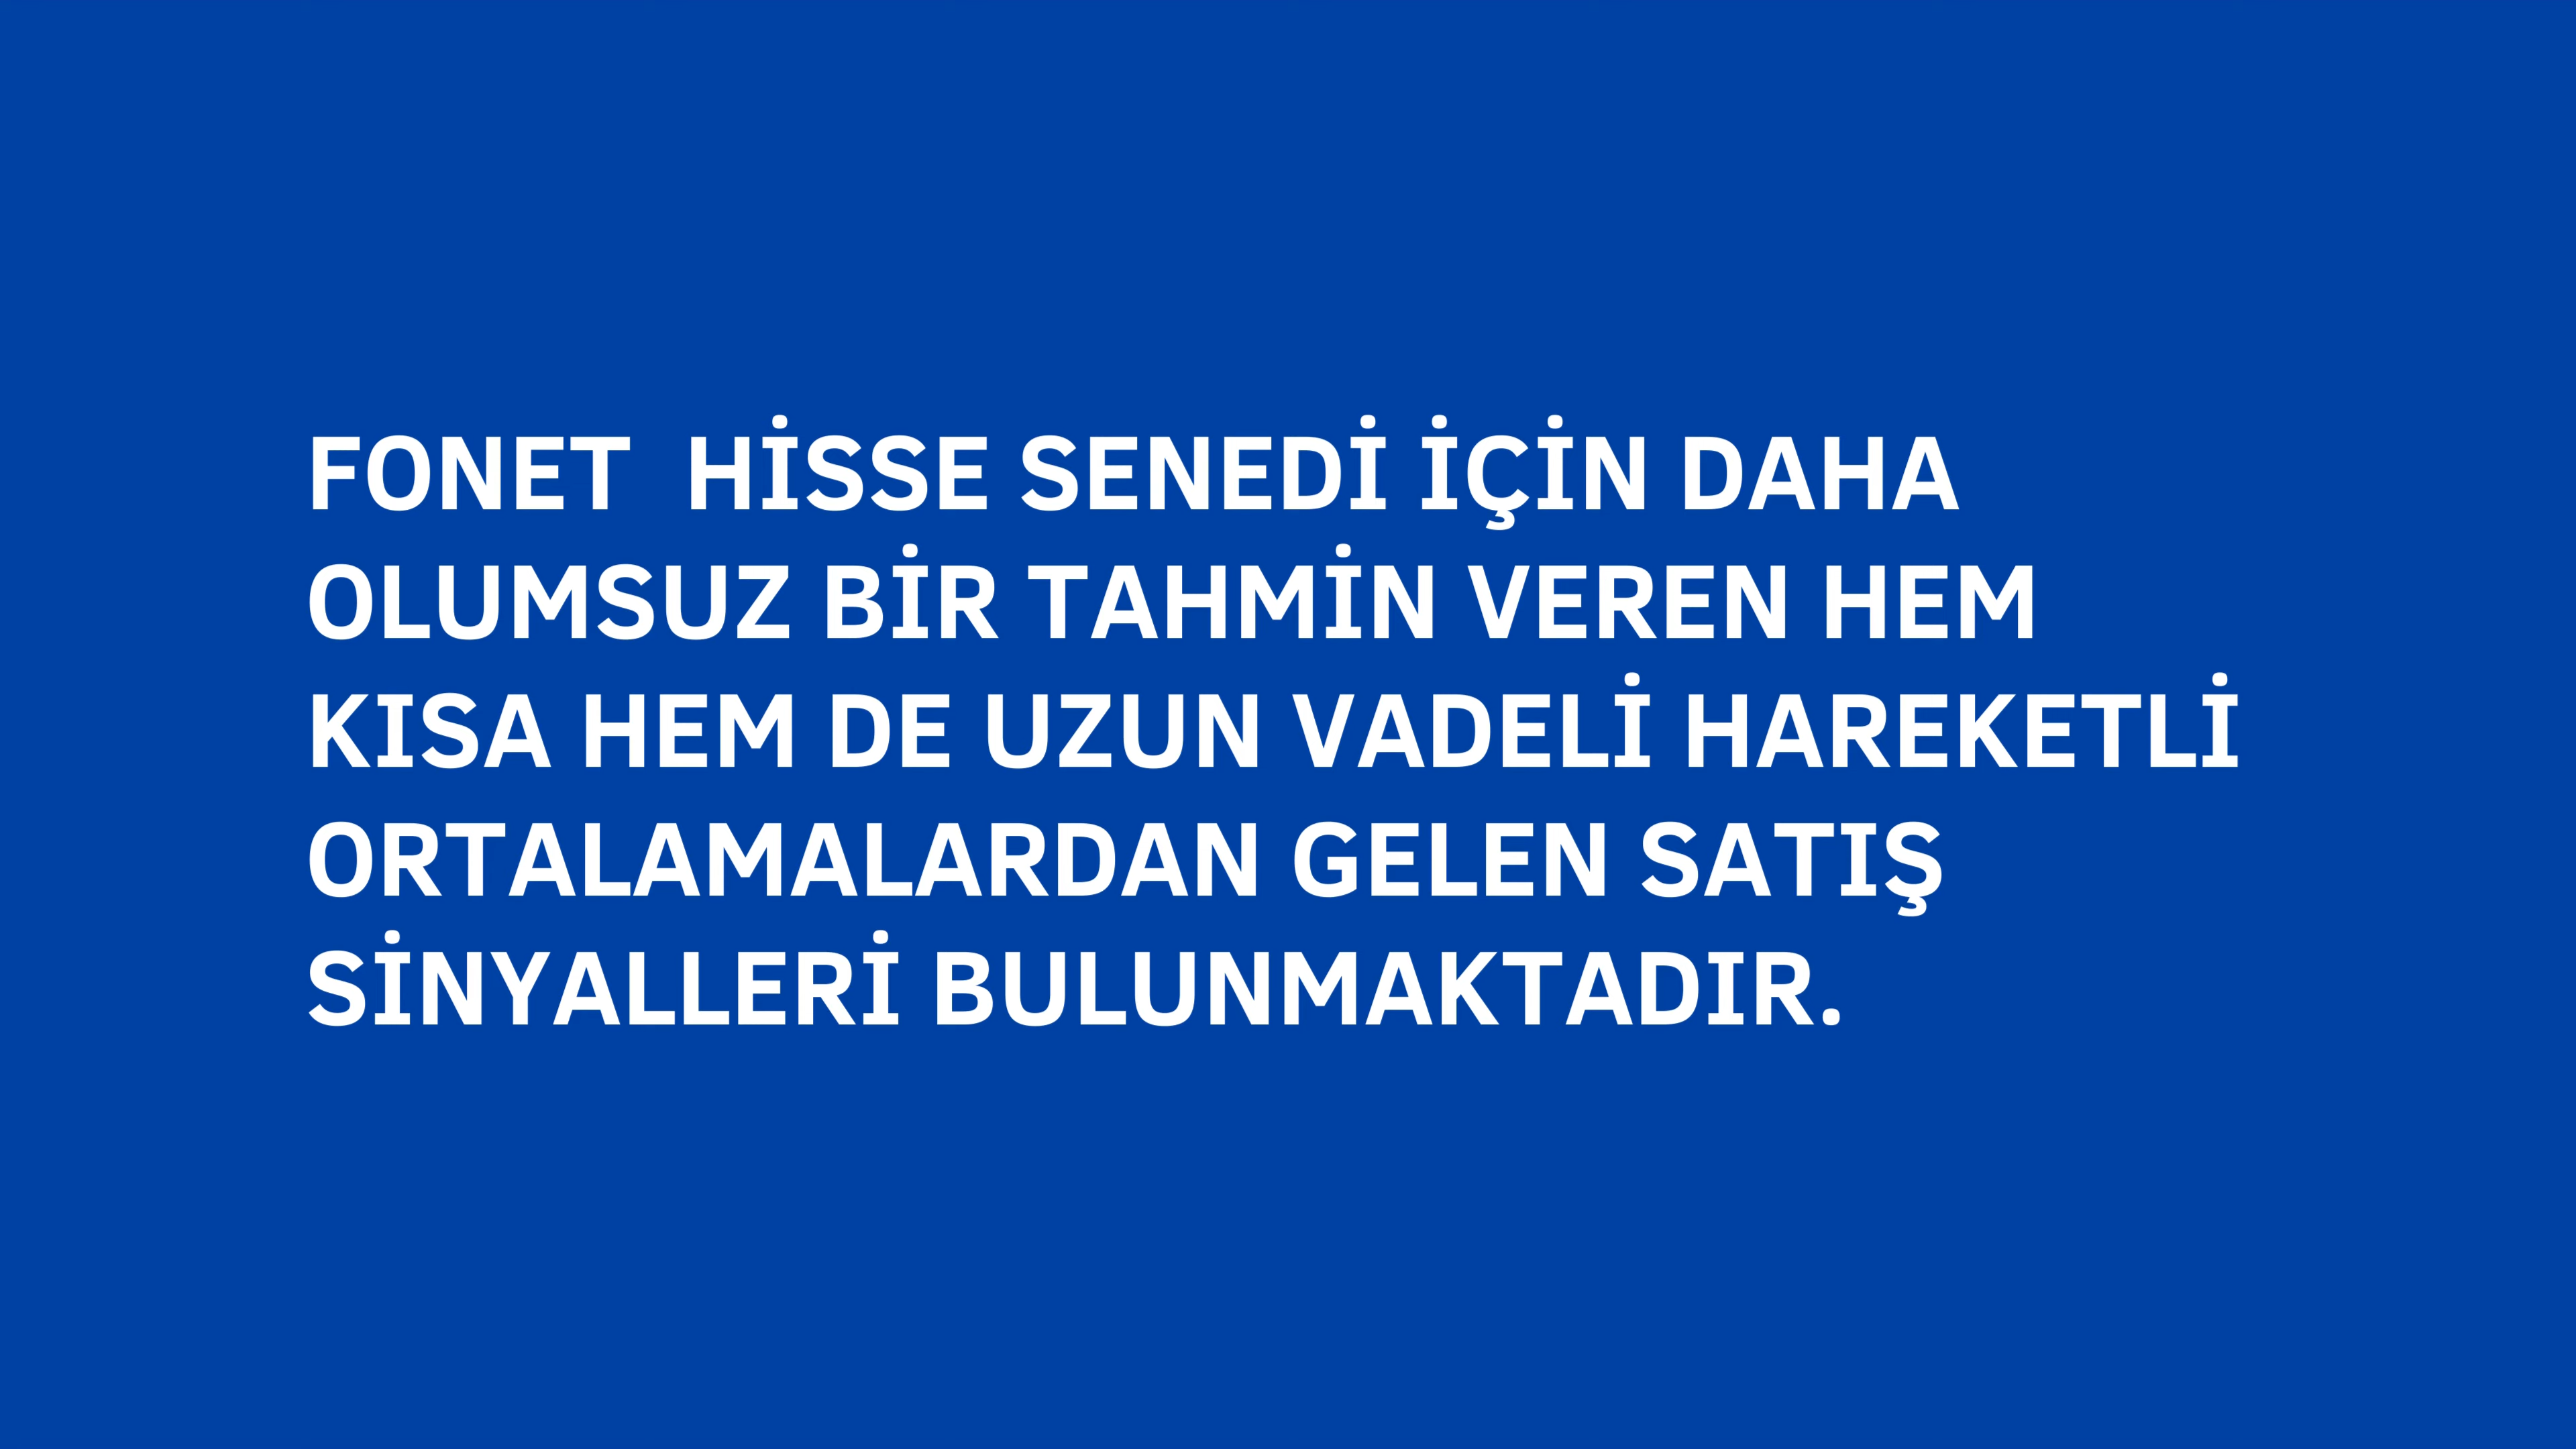 FONET  HİSSE SENEDİ İÇİN DAHA
OLUMSUZ BİR TAHMİN VEREN HEM
KISA HEM DE UZUN VADELİ HAREKETLİ
ORTALAMALARDAN GELEN SATIŞ
SİNYALLERİ BULUNMAKTADIR.